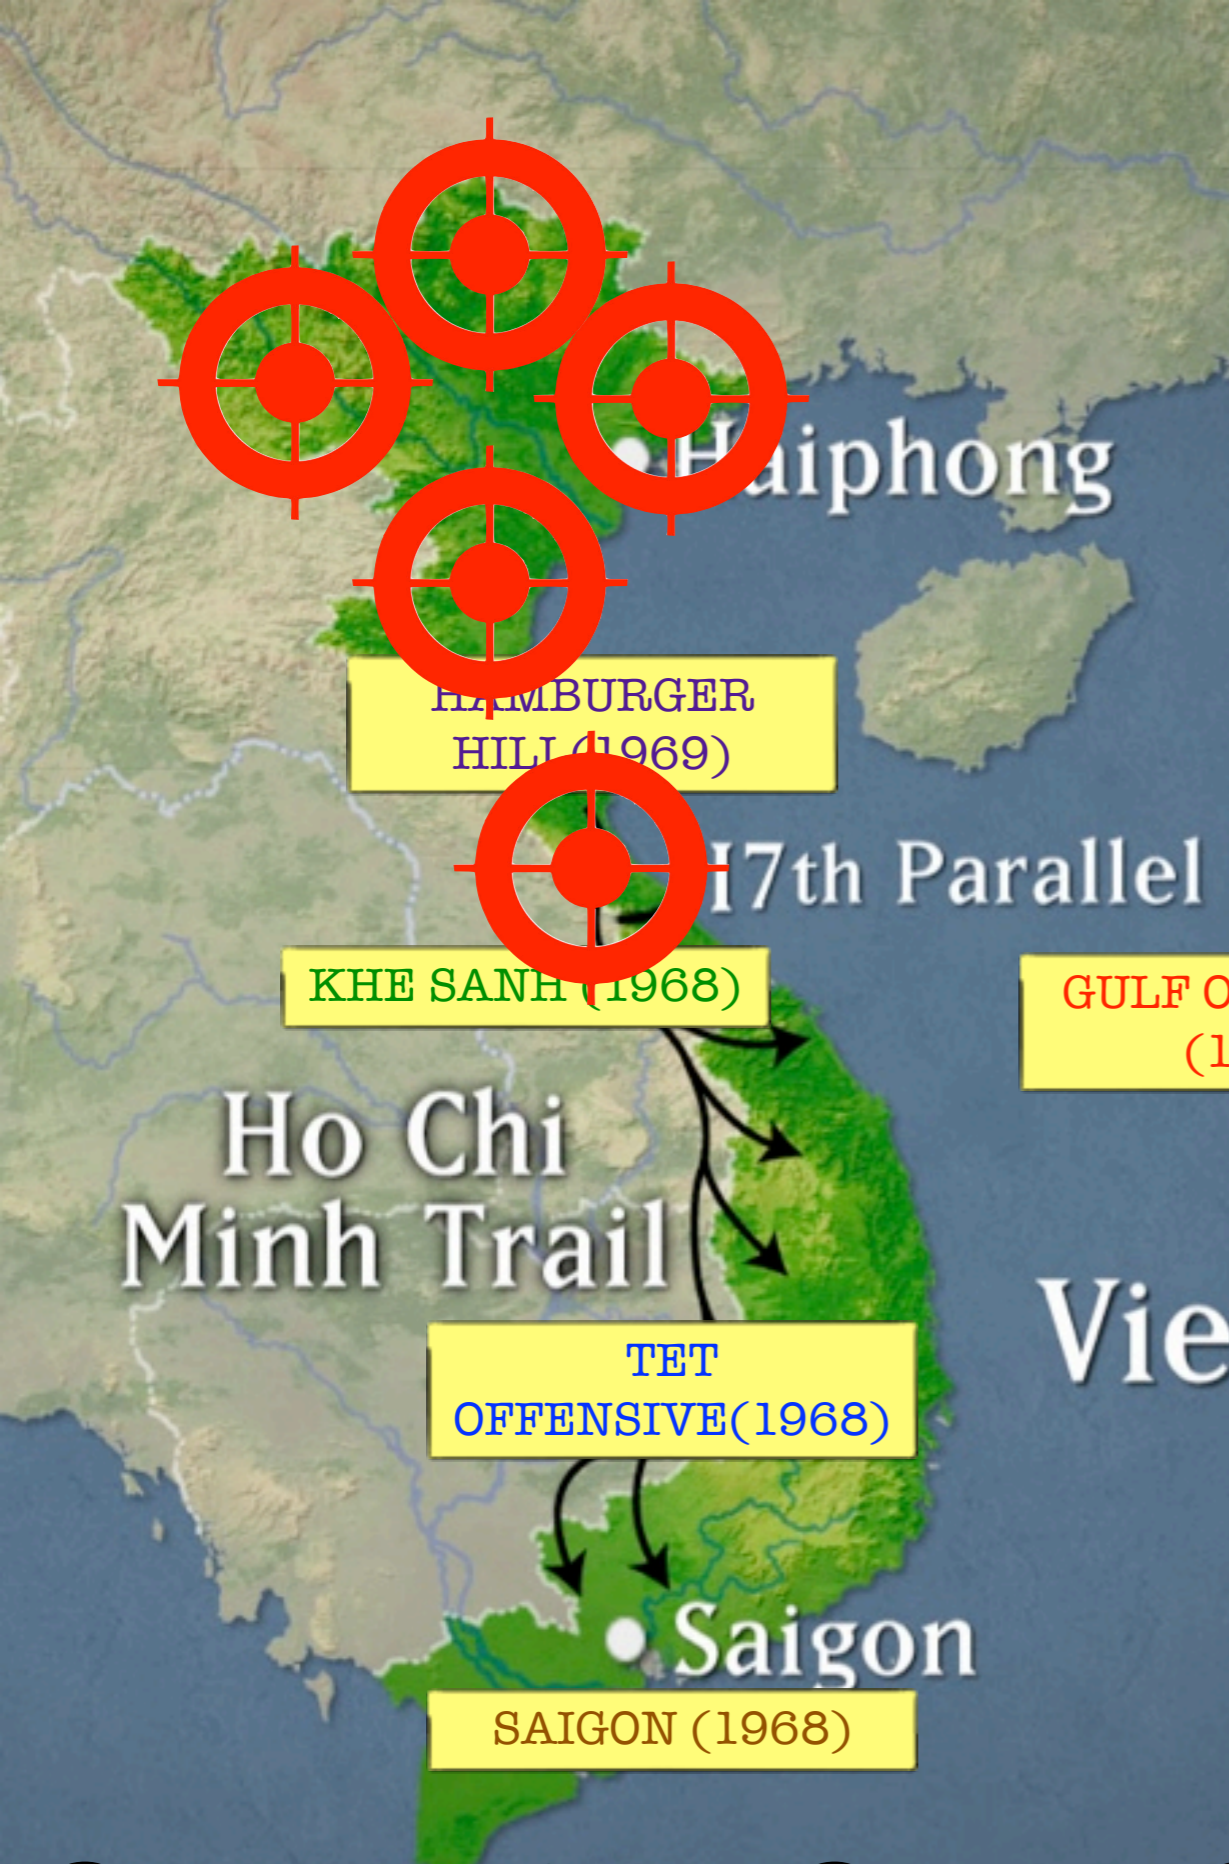 Haiphong
HAMBURGER
HILL (1969)
17th Parallel
KHE SANH (1968)
GULF O
(1
Ho Chi
Minh Trail
Vie
TET
OFFENSIVE(1968)
Saigon
SAIGON (1968)